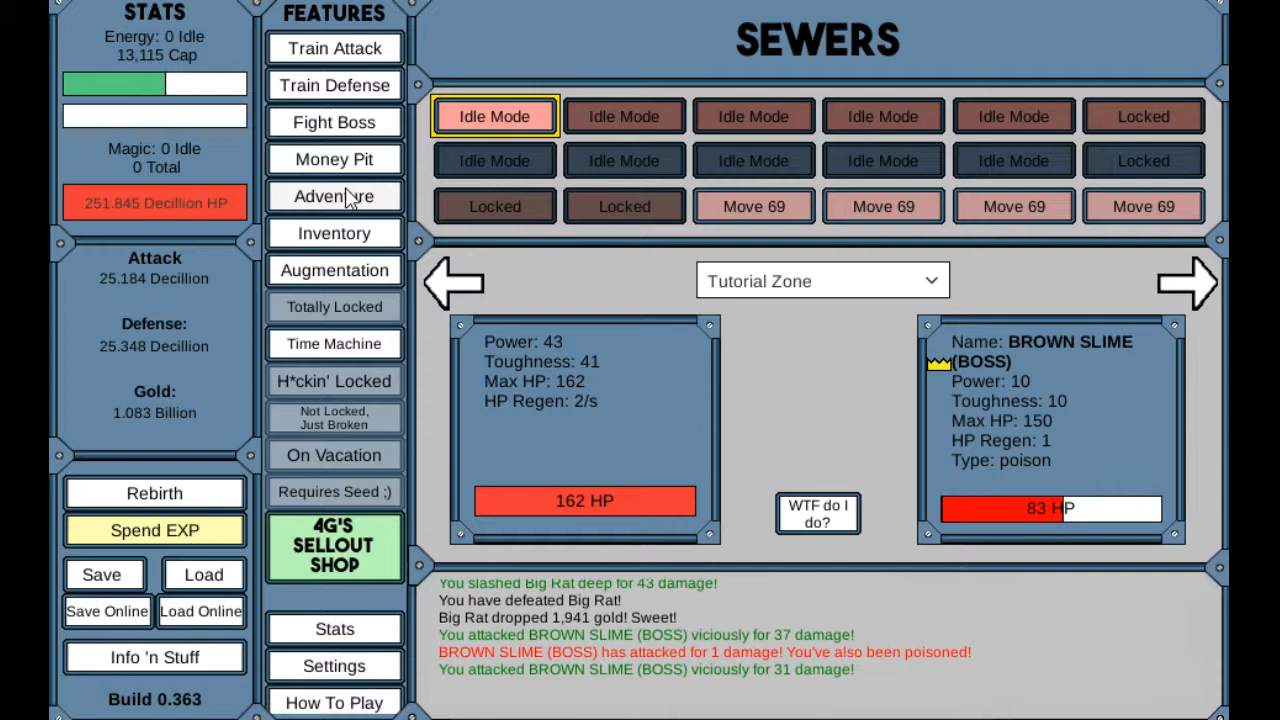 STATS
Energy: 0 Idle
13,115 Cap
Magic: 0 Idle
0 Total
251.845 Decillion HP
Attack
25.184 Decillion
Defense:
25.348 Decillion
Gold:
1.083 Billion
Rebirth
Spend EXP
Save
Load
Save Online
Load Online
Info 'n Stuff
Build 0.363
FEATURES
Train Attack
Train Defense
Fight Boss
Money Pit
Adventure
Inventory
Augmentation
Totally Locked
Time Machine
H*ckin' Locked
Not Locked,
Just Broken
On Vacation
Requires Seed ;)
4G'S
SELLOUT
SHOP
Stats
Settings
How To Play
SEWERS
Idle Mode
Idle Mode
Idle Mode
Idle Mode
Idle Mode
Locked
Idle Mode
Idle Mode
Idle Mode
Idle Mode
Idle Mode
Locked
Locked
Locked
Move 69
Move 69
Move 69
Move 69
Tutorial Zone
Power: 43
Toughness: 41
Max HP: 162
HP Regen: 2/s
162 HP
WTF do I
do?
Name: BROWN SLIME
(BOSS)
Power: 10
Toughness: 10
Max HP: 150
HP Regen: 1
Type: poison
83 HP
You slashed Big Rat deep for 43 damage!
You have defeated Big Rat!
Big Rat dropped 1,941 gold! Sweet!
You attacked BROWN SLIME (BOSS) viciously for 37 damage!
BROWN SLIME (BOSS) has attacked for 1 damage! You've also been poisoned!
You attacked BROWN SLIME (BOSS) viciously for 31 damage!